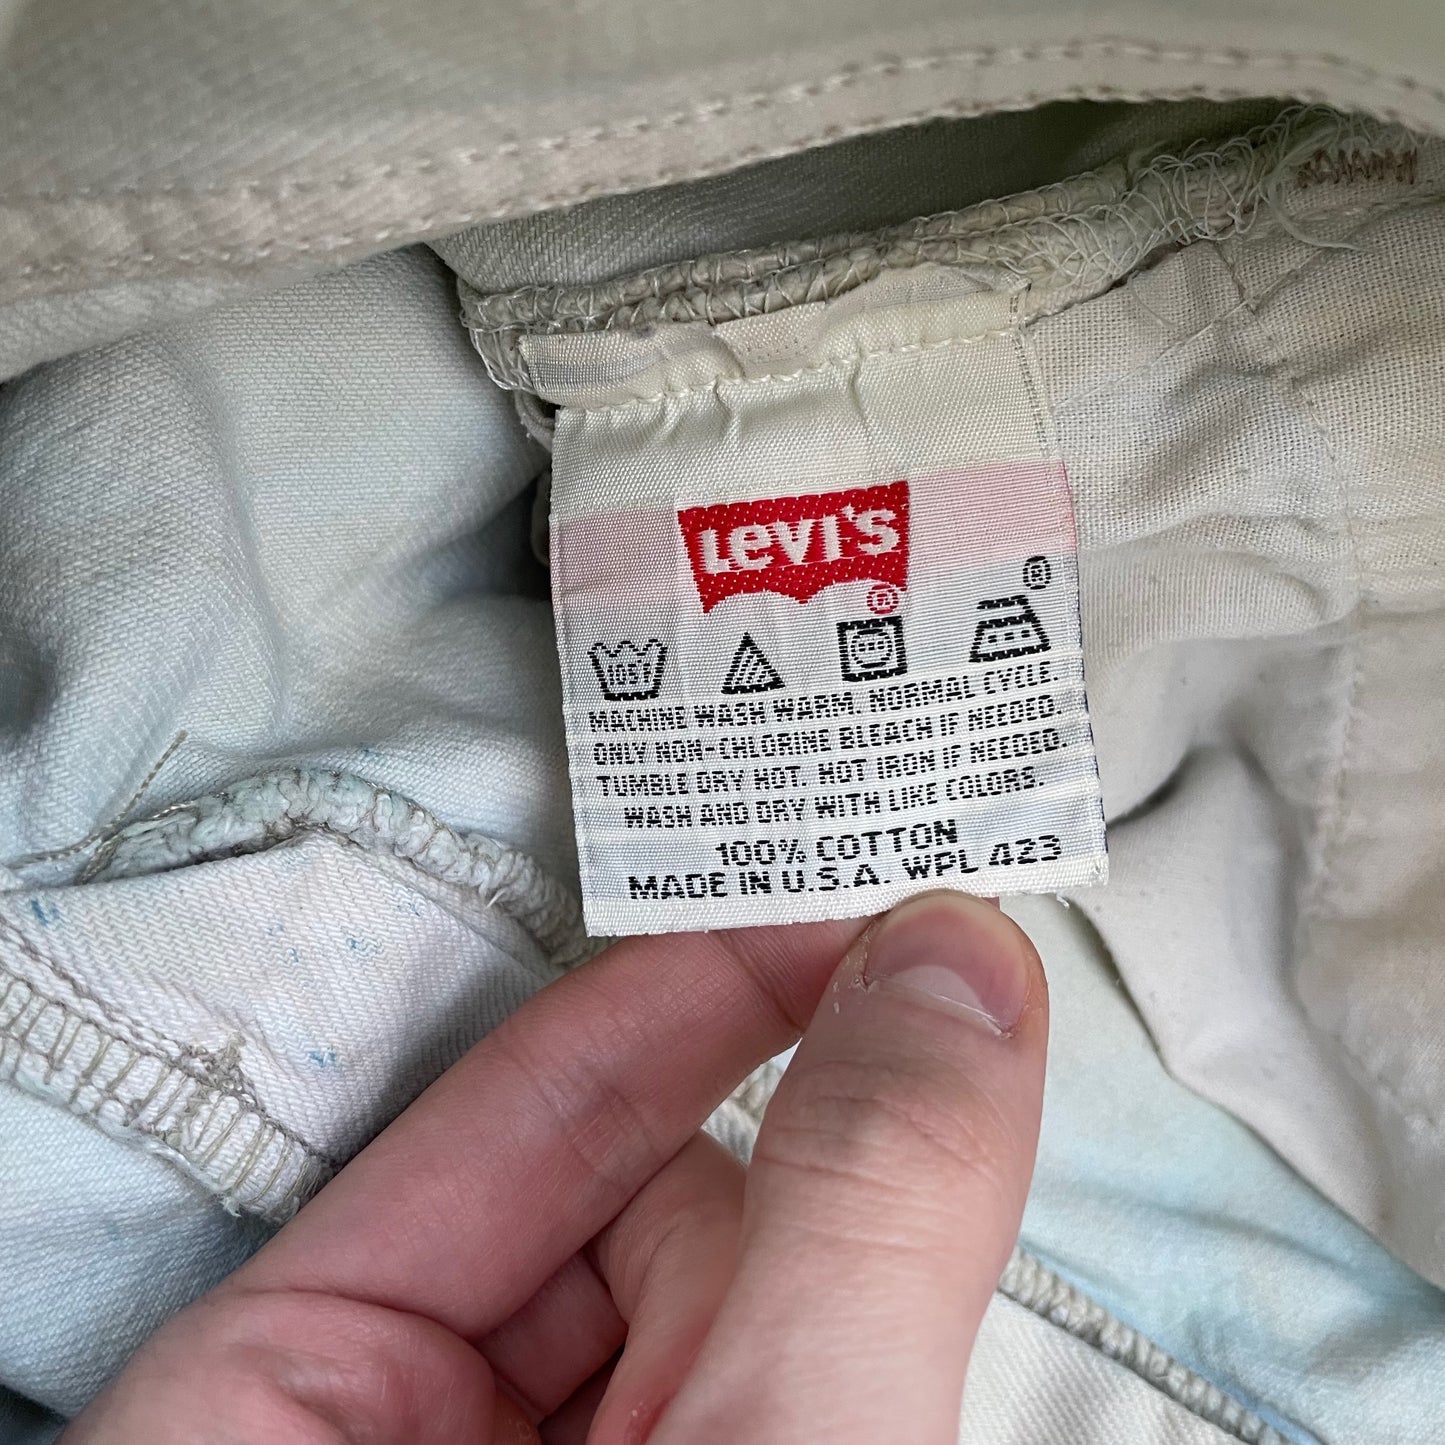 Levi's
®
®
105F
MACHINE WASH WARM. NORMAL CYCLE.
ONLY NON-CHLORINE BLEACH IF NEEDED.
TUMBLE DRY HOT. HOT IRON IF NEEDED.
WASH AND DRY WITH LIKE COLORS.
100% COTTON
MADE IN U.S.A. WPL 423